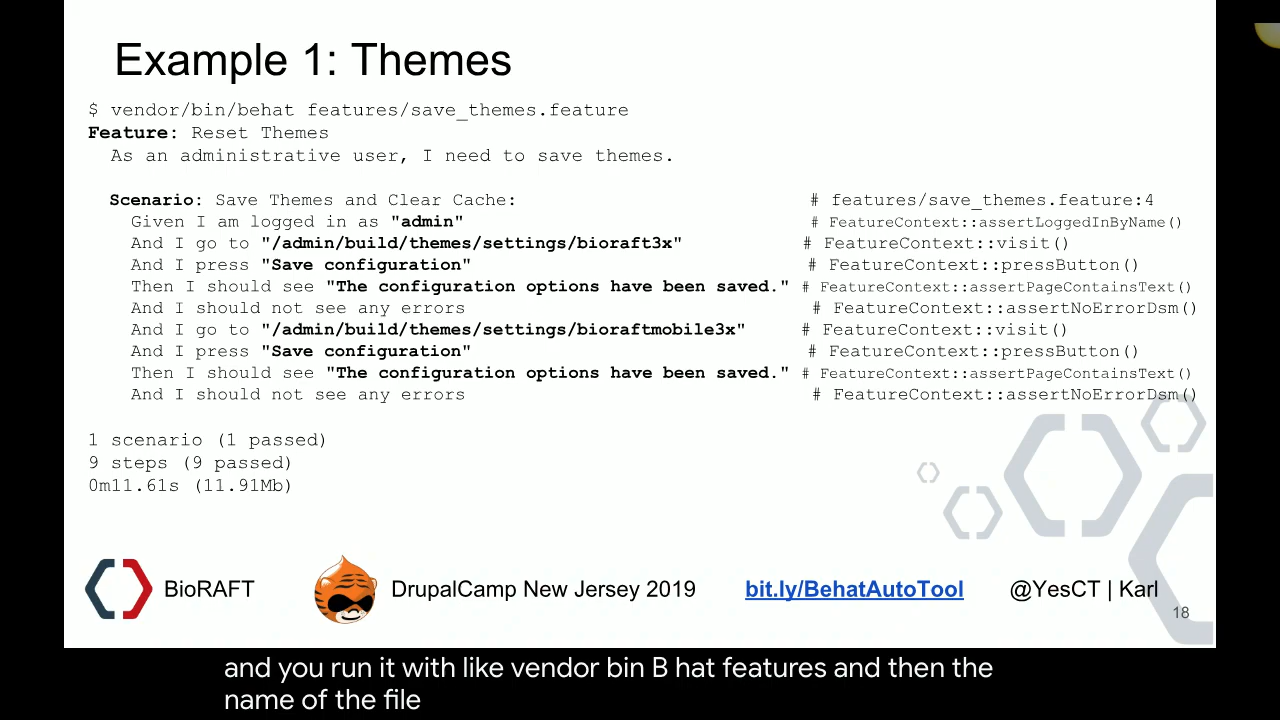 Example 1: Themes
$ vendor/bin/behat features/save_themes.feature
Feature: Reset Themes
As an administrative user, I need to save themes.
Scenario: Save Themes and Clear Cache: # features/save_themes.feature:4
Given I am logged in as "admin" # FeatureContext::assertLoggedInByName()
And I go to "/admin/build/themes/settings/bioraft3x" # FeatureContext::visit()
And I press "Save configuration" # FeatureContext::pressButton()
Then I should see "The configuration options have been saved." # FeatureContext::assertPageContainsText()
And I should not see any errors # FeatureContext::assertNoErrorDsm()
And I go to "/admin/build/themes/settings/bioraftmobile3x" # FeatureContext::visit()
And I press "Save configuration" # FeatureContext::pressButton()
Then I should see "The configuration options have been saved." # FeatureContext::assertPageContainsText()
And I should not see any errors # FeatureContext::assertNoErrorDsm()
1 scenario (1 passed)
9 steps (9 passed)
0m11.61s (11.91Mb)
BioRAFT DrupalCamp New Jersey 2019 bit.ly/BehatAutoTool @YesCT | Karl
18
and you run it with like vendor bin B hat features and then the
name of the file